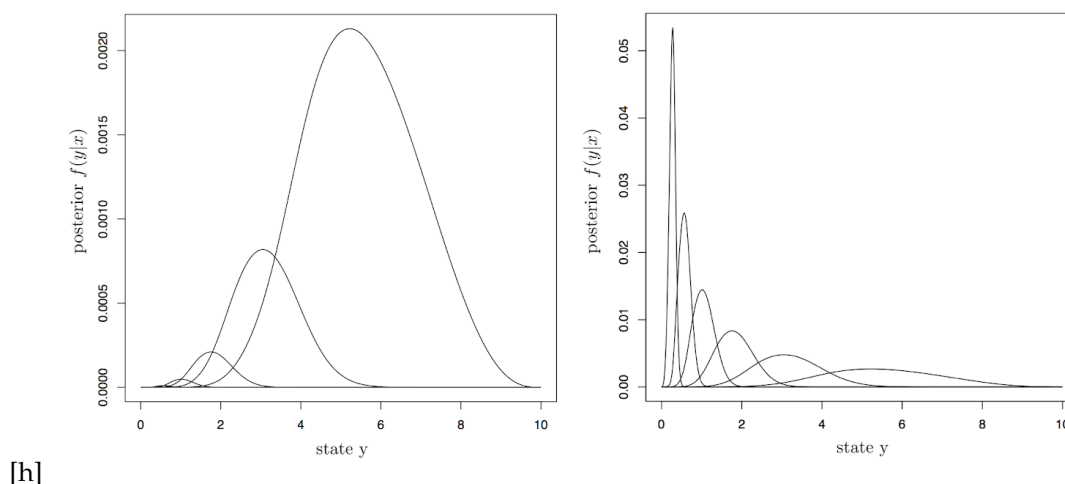 0.0000 0.0005 0.0010 0.0015 0.0020
posterior f(y|x)
0 2 4 6 8 10
state y
0.00 0.01 0.02 0.03 0.04 0.05
posterior f(y|x)
0 2 4 6 8 10
state y
[h]